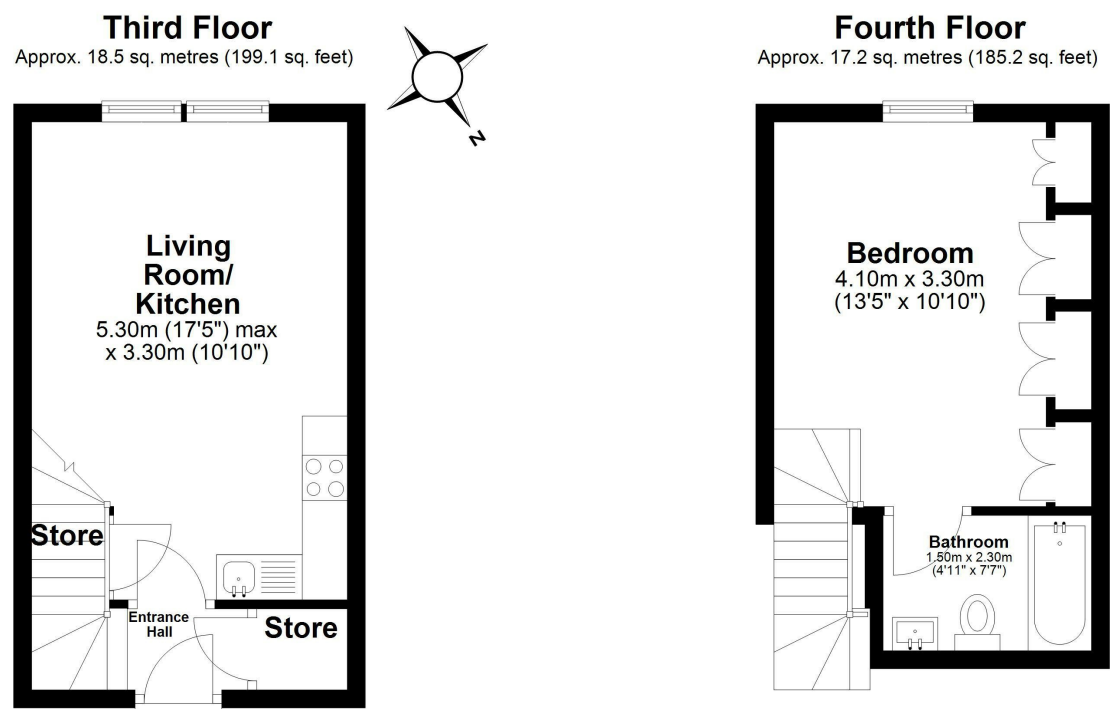 Third Floor
Approx. 18.5 sq. metres (199.1 sq. feet)
N
Living
Room/
Kitchen
5.30m (17'5") max
x 3.30m (10'10")
Store
Entrance
Hall
Store
Fourth Floor
Approx. 17.2 sq. metres (185.2 sq. feet)
Bedroom
4.10m x 3.30m
(13'5" x 10'10")
Bathroom
1.50m x 2.30m
(4'11" x 7'7")